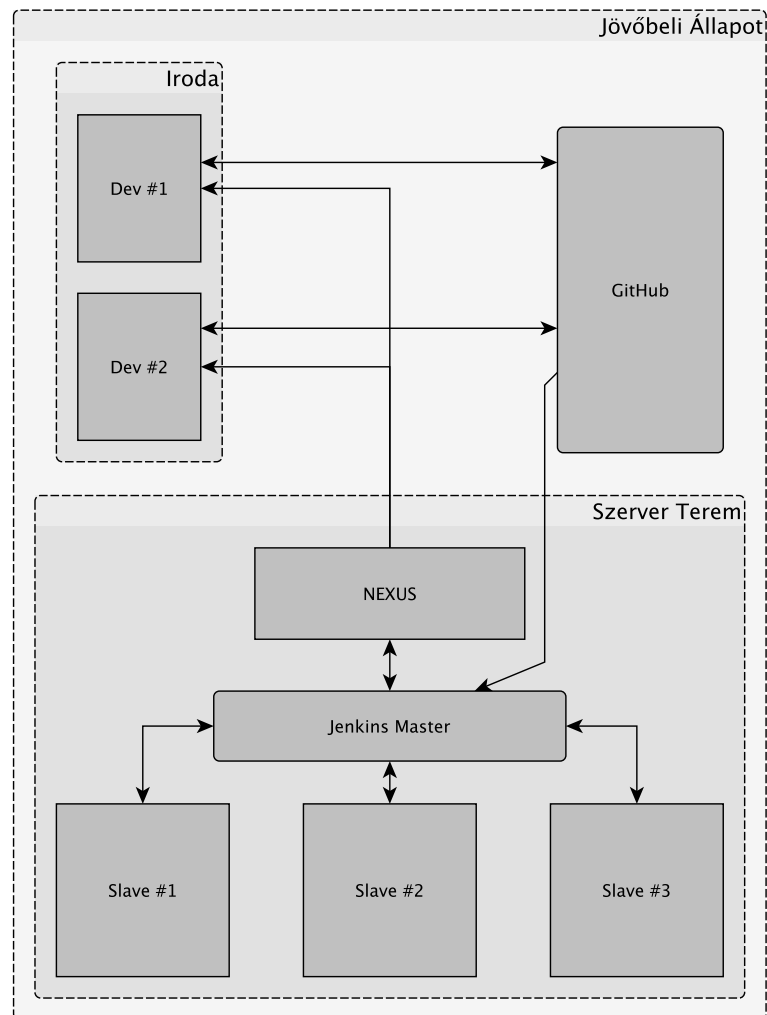 Jövőbeli Állapot
Iroda
Dev #1
GitHub
Dev #2
Szerver Terem
NEXUS
Jenkins Master
Slave #1
Slave #2
Slave #3